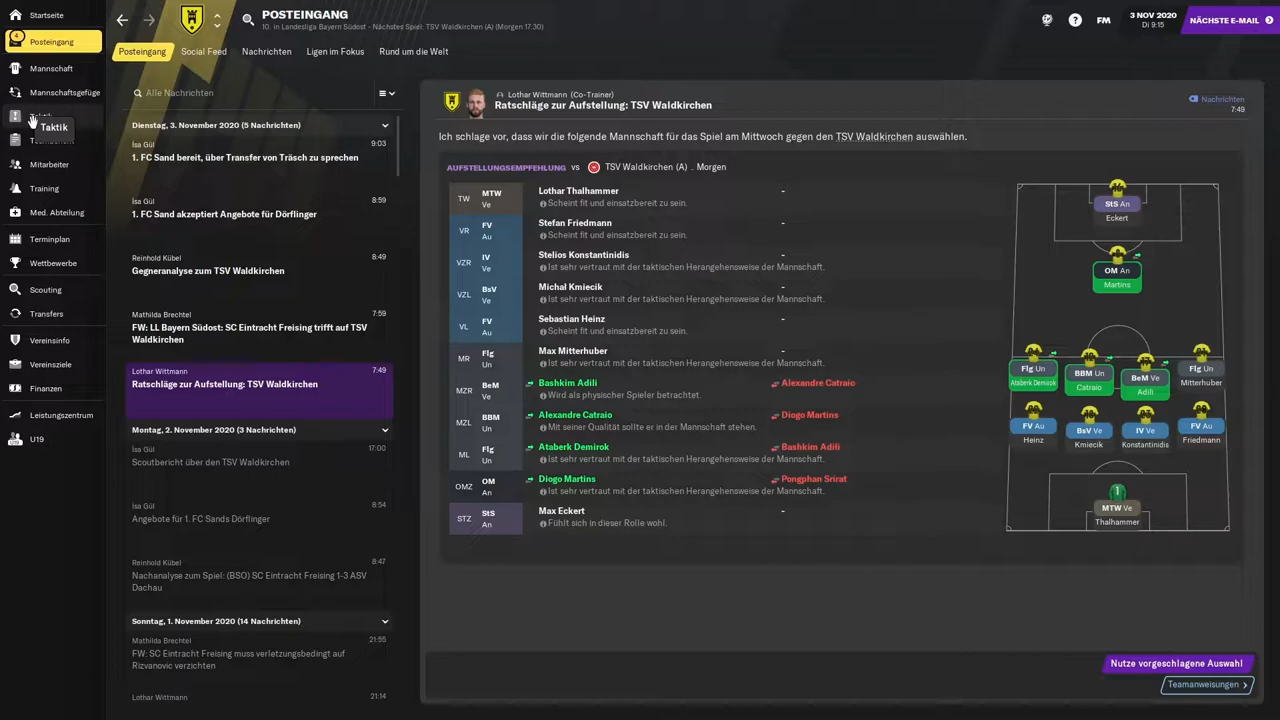 Startseite
4
Posteingang
Mannschaft
Mannschaftsgefüge
Taktik
Mitarbeiter
Training
Med. Abteilung
Terminplan
Wettbewerbe
Scouting
Transfers
Vereinsinfo
Vereinsziele
Finanzen
Leistungszentrum
U19
POSTEINGANG
10. in Landesliga Bayern Südost - Nächstes Spiel: TSV Waldkirchen (A) (Morgen 17:30)
?
FM
3 NOV 2020
Di 9:15
NÄCHSTE E-MAIL
Posteingang
Social Feed
Nachrichten
Ligen im Fokus
Rund um die Welt
Alle Nachrichten
Dienstag, 3. November 2020 (5 Nachrichten)
İsa Gül 9:03
1. FC Sand bereit, über Transfer von Träsch zu sprechen
İsa Gül 8:59
1. FC Sand akzeptiert Angebote für Dörflinger
Reinhold Kübel 8:49
Gegneranalyse zum TSV Waldkirchen
Mathilda Brechtel 7:59
FW: LL Bayern Südost: SC Eintracht Freising trifft auf TSV
Waldkirchen
Lothar Wittmann 7:49
Ratschläge zur Aufstellung: TSV Waldkirchen
Montag, 2. November 2020 (3 Nachrichten)
İsa Gül 17:00
Scoutbericht über den TSV Waldkirchen
İsa Gül 8:54
Angebote für 1. FC Sands Dörflinger
Reinhold Kübel 8:47
Nachanalyse zum Spiel: (BSO) SC Eintracht Freising 1-3 ASV
Dachau
Sonntag, 1. November 2020 (14 Nachrichten)
Mathilda Brechtel 21:55
FW: SC Eintracht Freising muss verletzungsbedingt auf
Rizvanovic verzichten
Lothar Wittmann 21:14
Lothar Wittmann (Co-Trainer)
Ratschläge zur Aufstellung: TSV Waldkirchen
Nachrichten
7:49
Ich schlage vor, dass wir die folgende Mannschaft für das Spiel am Mittwoch gegen den TSV Waldkirchen auswählen.
AUFSTELLUNGSEMPFEHLUNG vs TSV Waldkirchen (A) . Morgen
TW MTW Ve Lothar Thalhammer -
Scheint fit und einsatzbereit zu sein.
VR FV Au Stefan Friedmann -
Scheint fit und einsatzbereit zu sein.
VZR IV Ve Stelios Konstantinidis -
Ist sehr vertraut mit der taktischen Herangehensweise der Mannschaft.
VZL BsV Ve Michał Kmiecik -
Ist sehr vertraut mit der taktischen Herangehensweise der Mannschaft.
VL FV Au Sebastian Heinz -
Scheint fit und einsatzbereit zu sein.
MR Flg Un Max Mitterhuber -
Ist sehr vertraut mit der taktischen Herangehensweise der Mannschaft.
MZR BeM Ve Bashkim Adili Alexandre Catraio
Wird als physischer Spieler betrachtet.
MZL BBM Un Alexandre Catraio Diogo Martins
Mit seiner Qualität sollte er in der Mannschaft stehen.
ML Flg Un Ataberk Demirok Bashkim Adili
Ist sehr vertraut mit der taktischen Herangehensweise der Mannschaft.
OMZ OM An Diogo Martins Pongphan Srirat
Ist sehr vertraut mit der taktischen Herangehensweise der Mannschaft.
STZ StS An Max Eckert -
Fühlt sich in dieser Rolle wohl.
StS An
Eckert
OM An
Martins
Flg Un BBM Un BeM Ve Flg Un
Ataberk Demirok Catraio Adili Mitterhuber
FV Au BsV Ve IV Ve FV Au
Heinz Kmiecik Konstantinidis Friedmann
1
MTW Ve
Thalhammer
Nutze vorgeschlagene Auswahl
Teamanweisungen